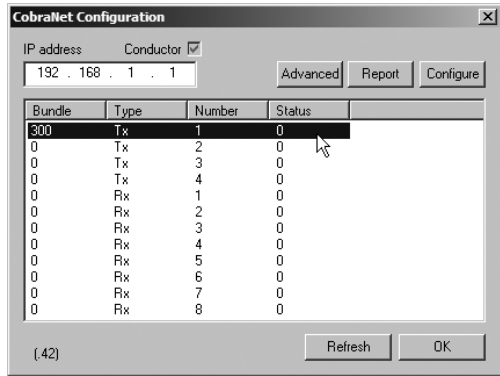 CobraNet Configuration
IP address Conductor
192 . 168 . 1 . 1
Advanced Report Configure
Bundle Type Number Status
300 Tx 1 0
0 Tx 2 0
0 Tx 3 0
0 Tx 4 0
0 Rx 1 0
0 Rx 2 0
0 Rx 3 0
0 Rx 4 0
0 Rx 5 0
0 Rx 6 0
0 Rx 7 0
0 Rx 8 0
(.42) Refresh OK